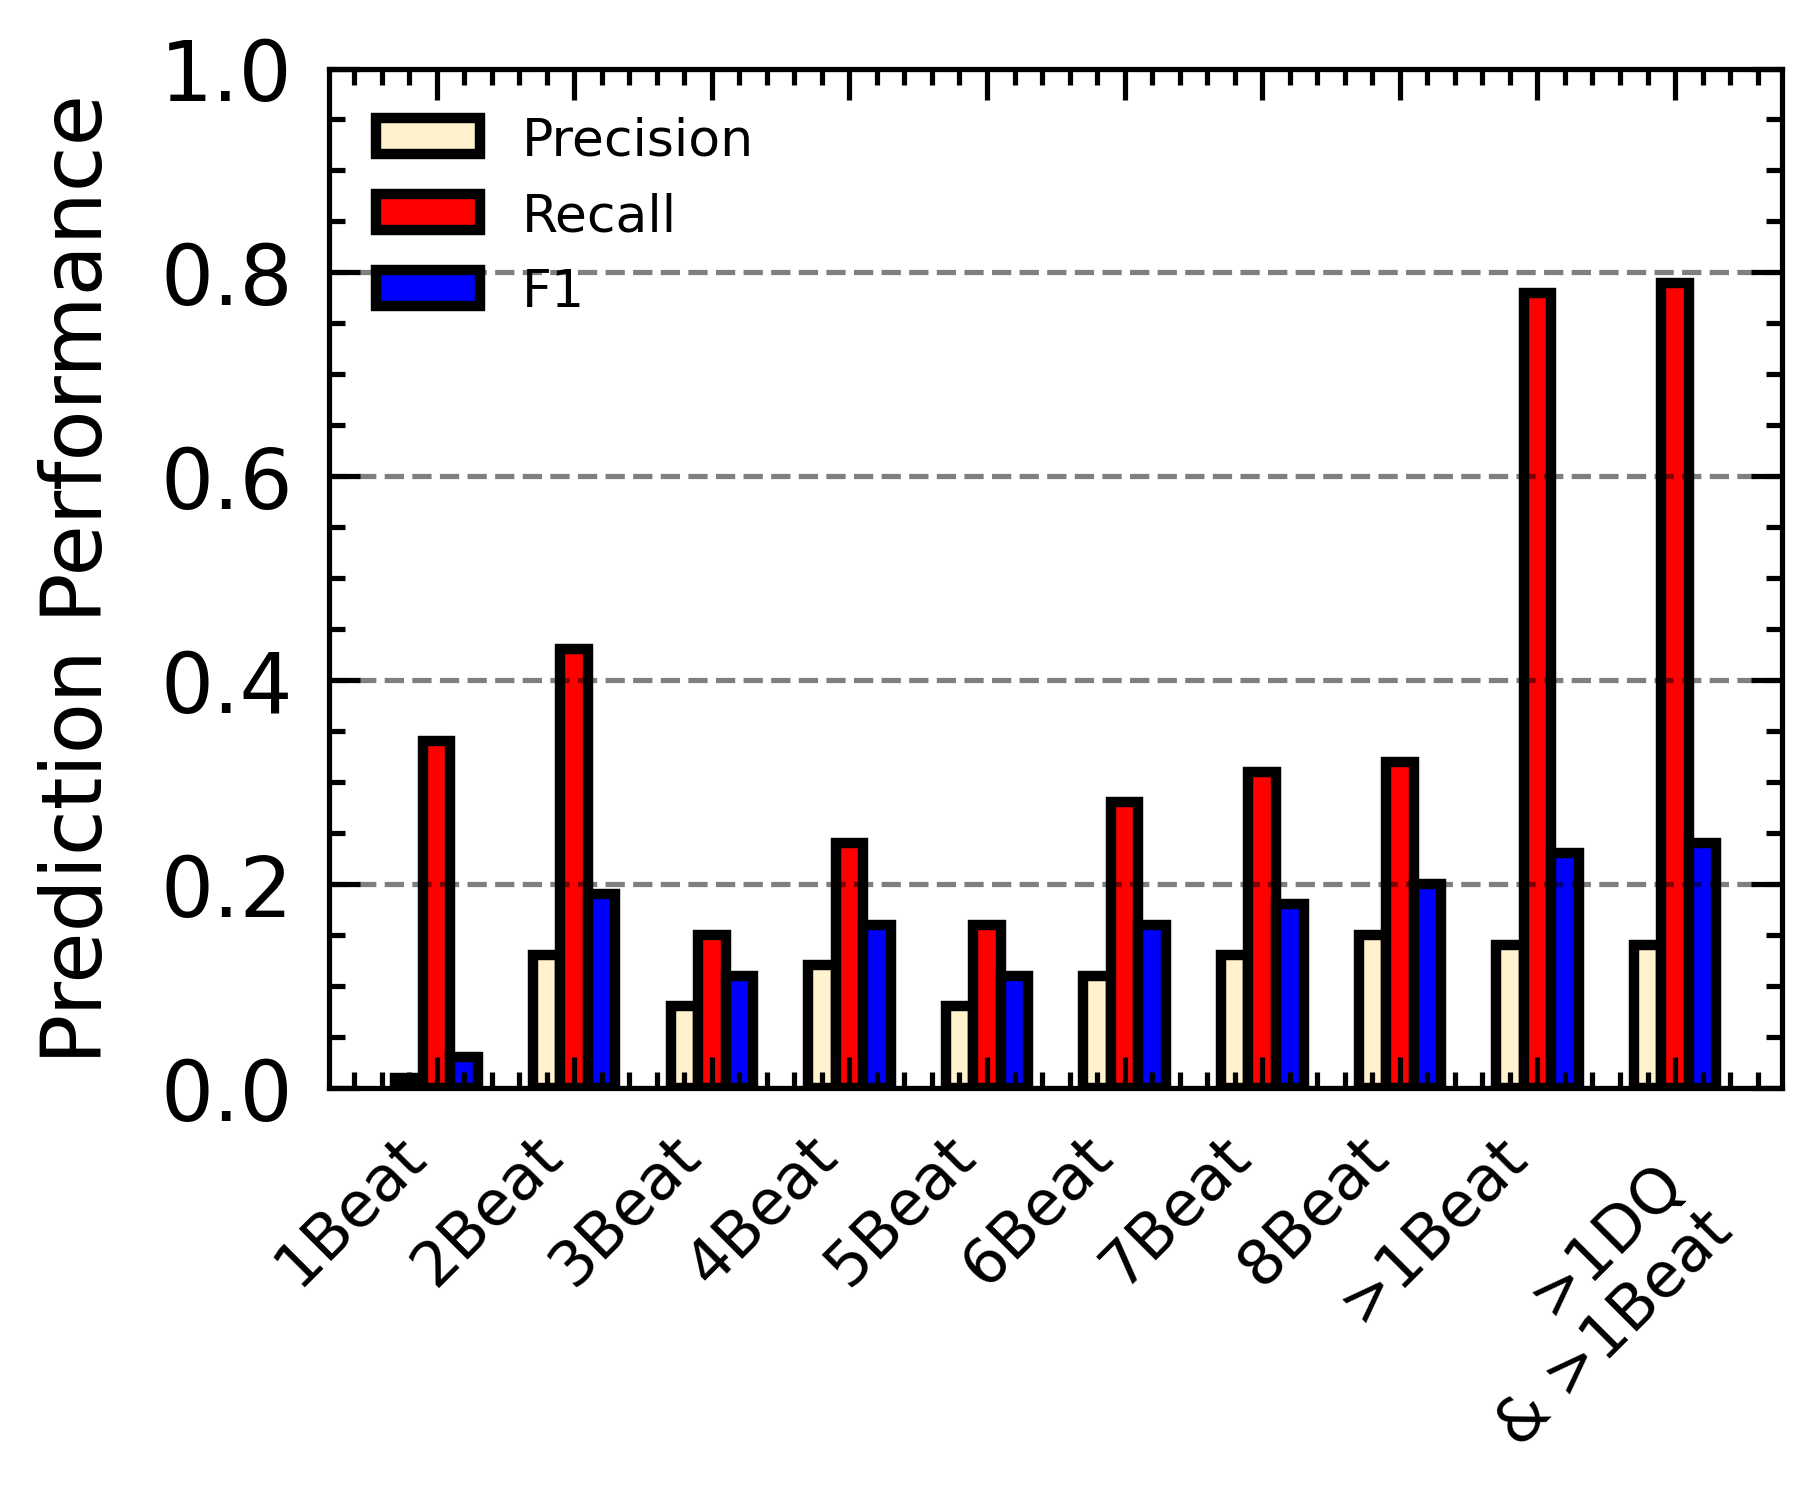 Prediction Performance
1.0
0.8
0.6
0.4
0.2
0.0
Precision
Recall
F1
1Beat
2Beat
3Beat
4Beat
5Beat
6Beat
7Beat
8Beat
>1Beat
>1DQ
& >1Beat